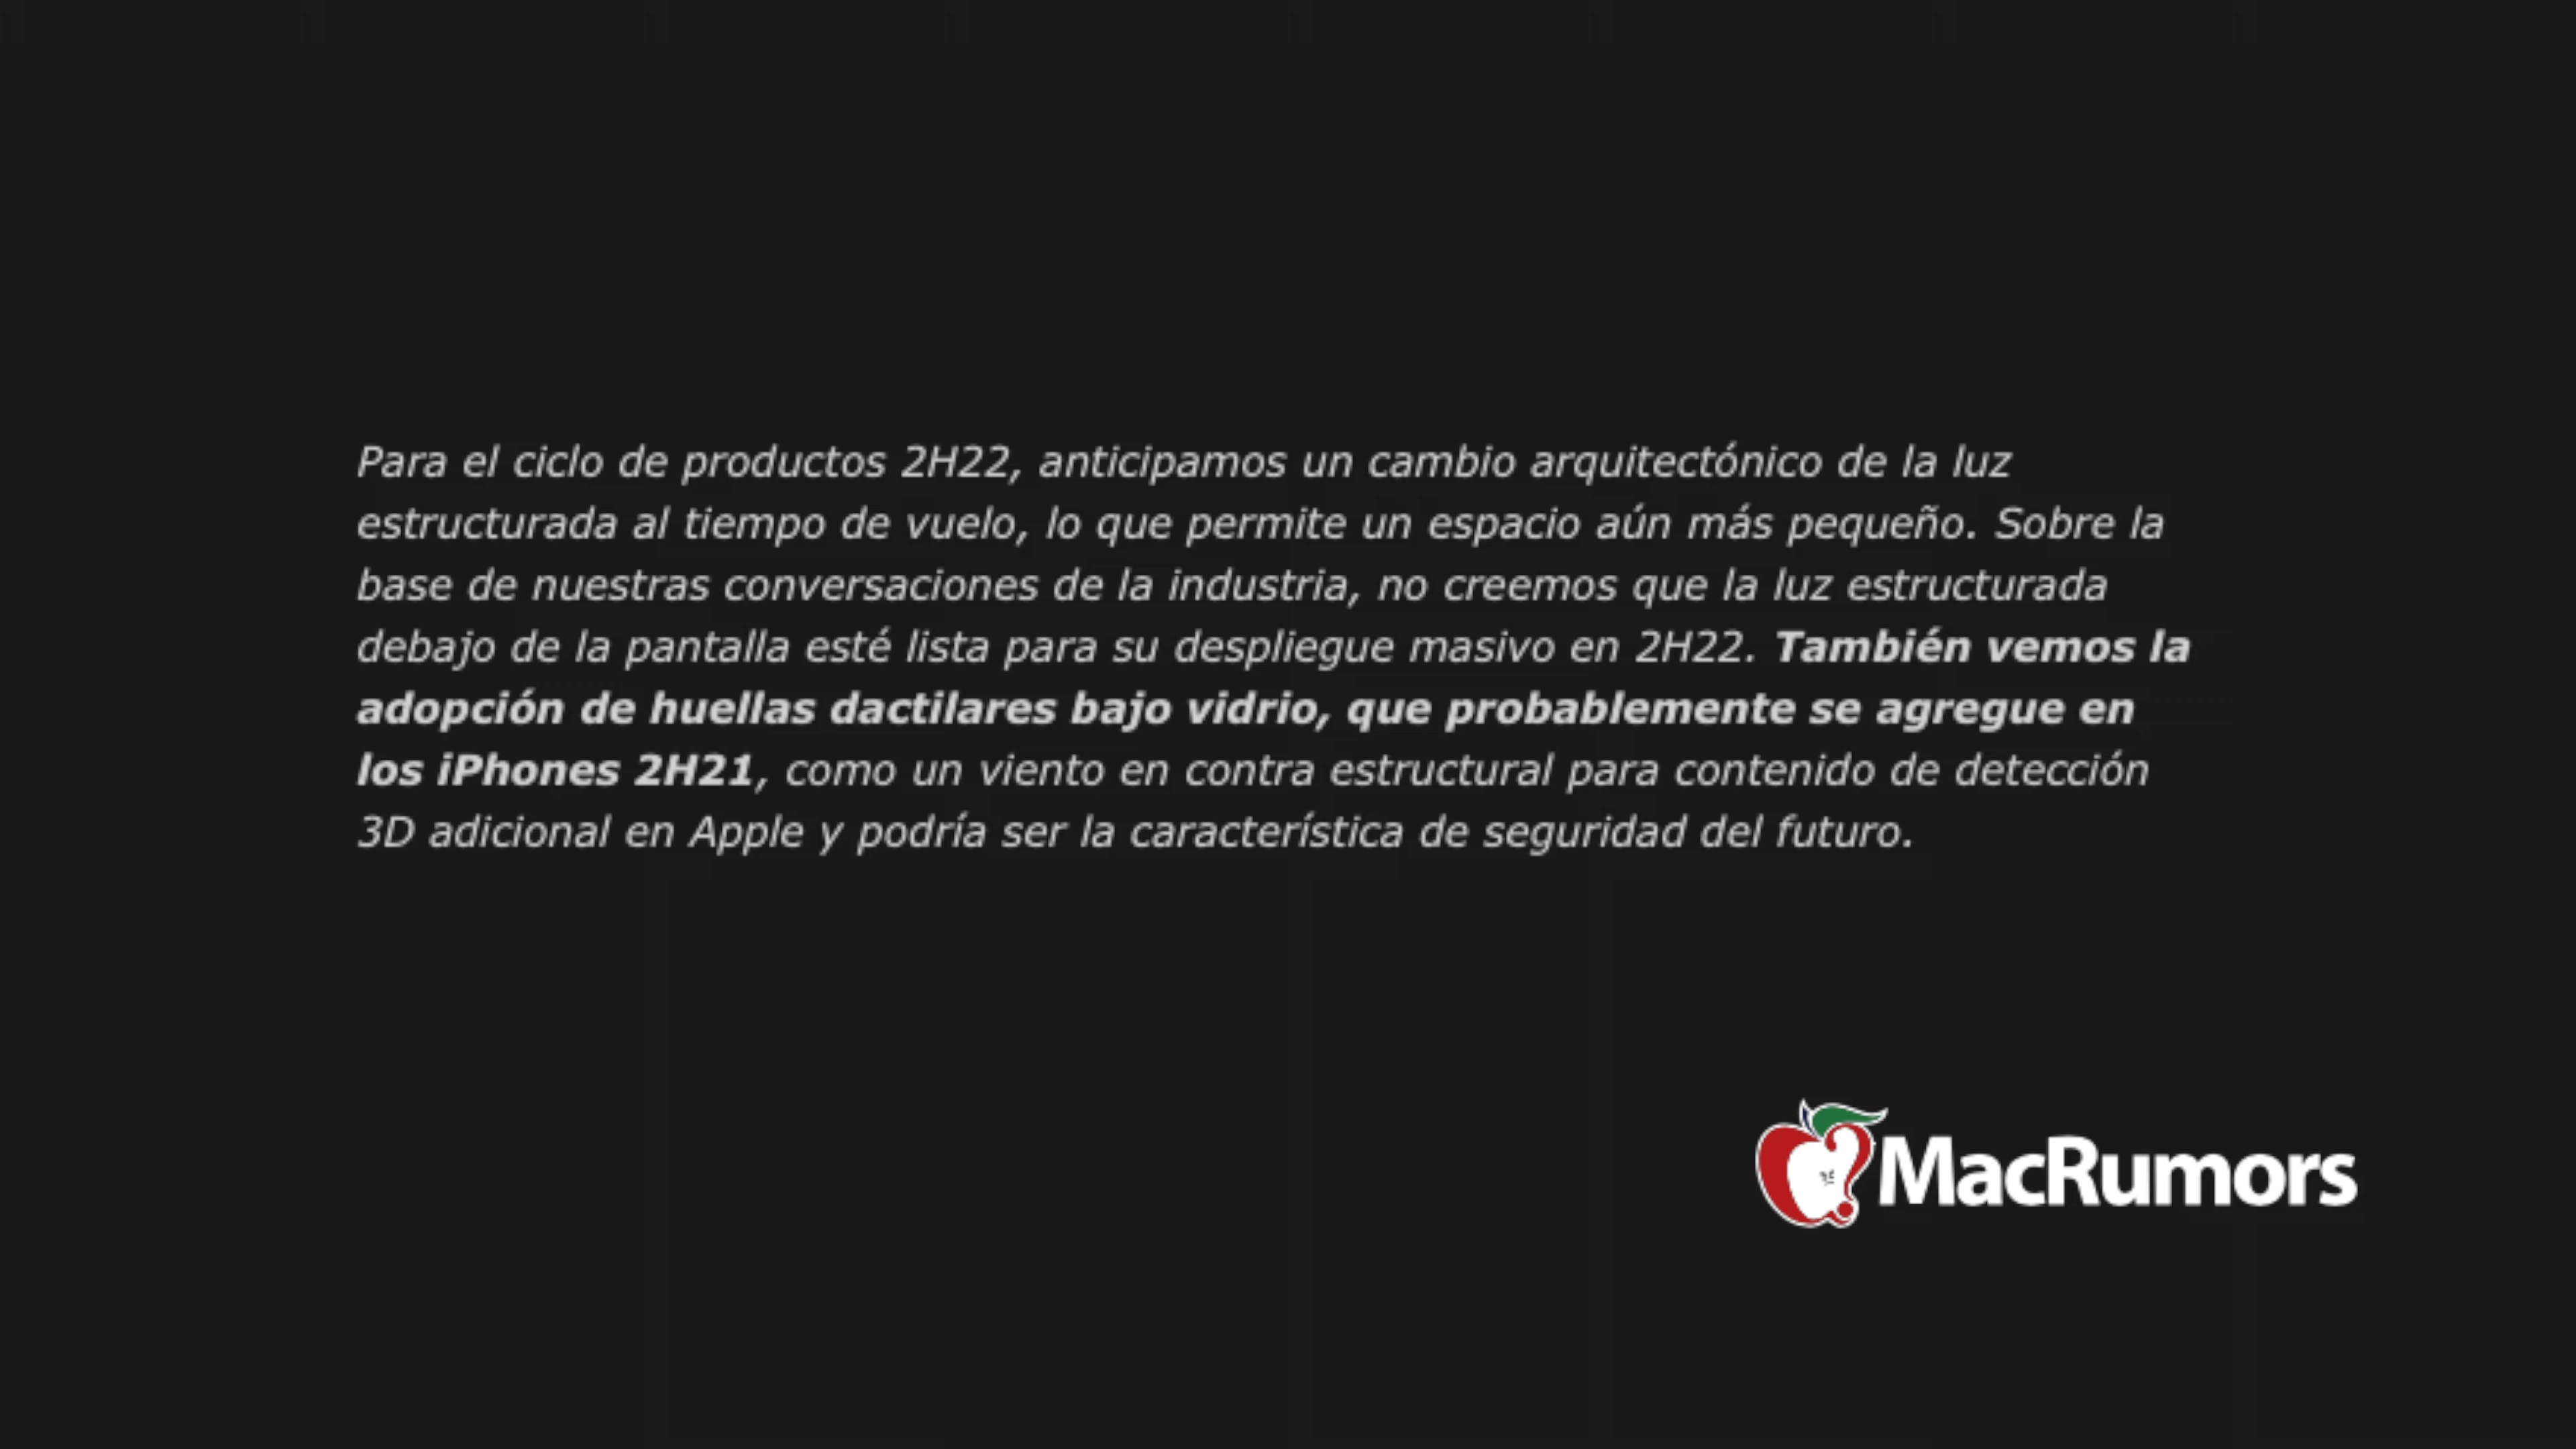 Para el ciclo de productos 2H22, anticipamos un cambio arquitectónico de la luz
estructurada al tiempo de vuelo, lo que permite un espacio aún más pequeño. Sobre la
base de nuestras conversaciones de la industria, no creemos que la luz estructurada
debajo de la pantalla esté lista para su despliegue masivo en 2H22. También vemos la
adopción de huellas dactilares bajo vidrio, que probablemente se agregue en
los iPhones 2H21, como un viento en contra estructural para contenido de detección
3D adicional en Apple y podría ser la característica de seguridad del futuro.
MacRumors